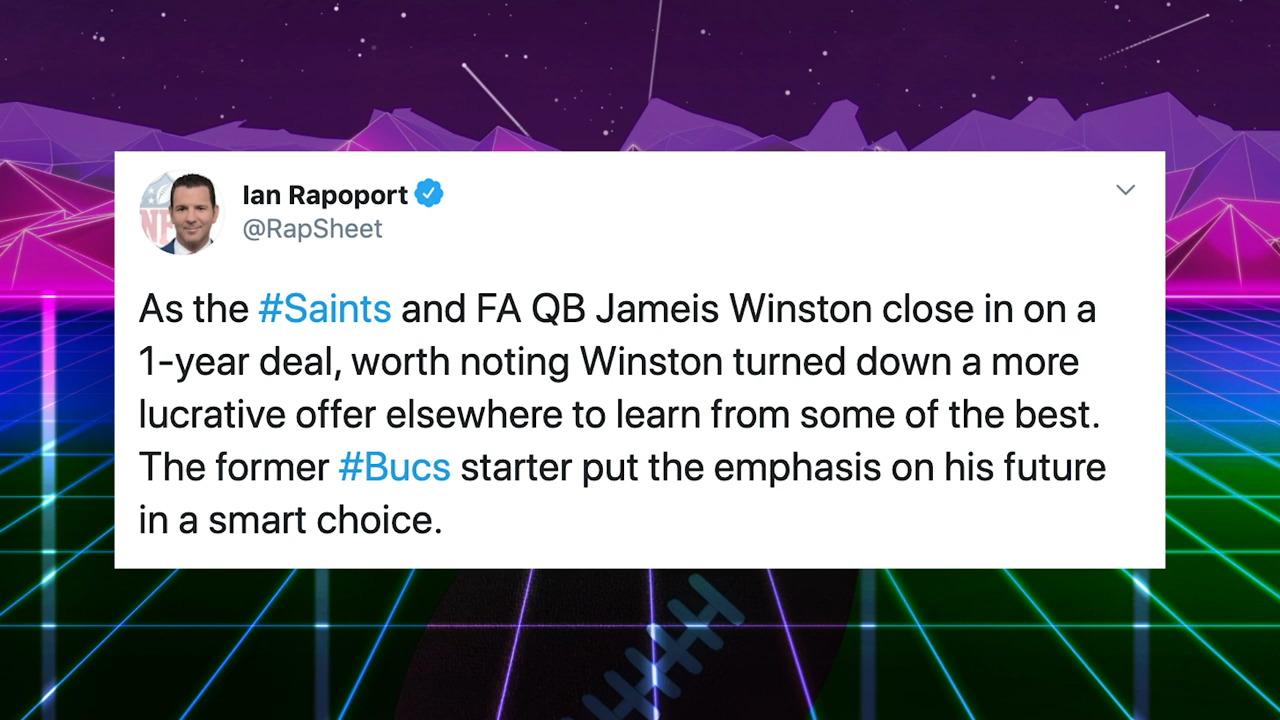 Ian Rapoport
@RapSheet
As the #Saints and FA QB Jameis Winston close in on a
1-year deal, worth noting Winston turned down a more
lucrative offer elsewhere to learn from some of the best.
The former #Bucs starter put the emphasis on his future
in a smart choice.